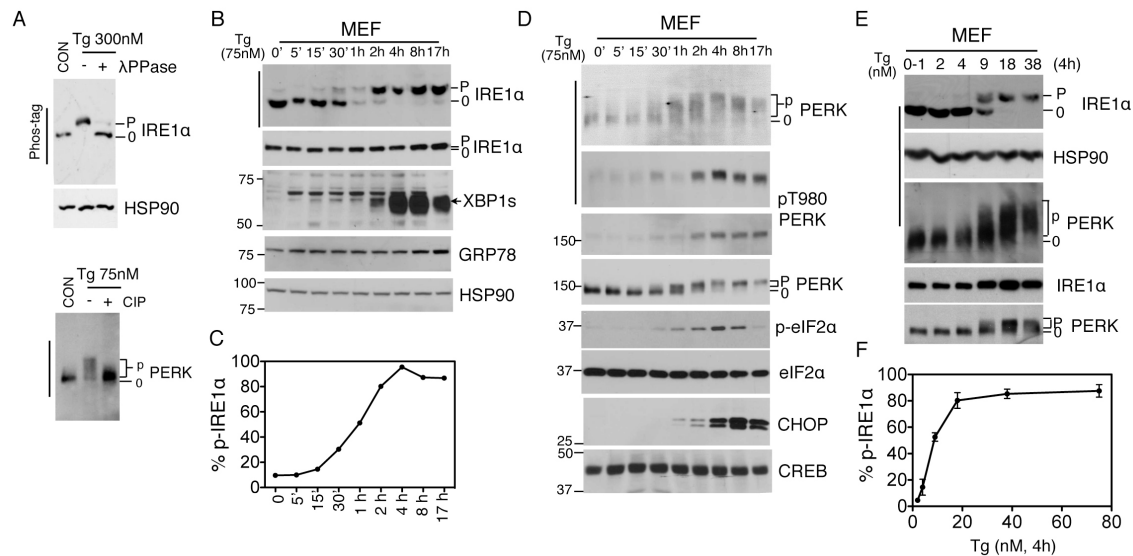 A
Tg 300nM
CON
- + λPPase
Phos-tag
P
0
IRE1α
HSP90
Tg 75nM
CON
- + CIP
p
0
PERK
B
MEF
Tg
(75nM)
0' 5' 15' 30' 1h 2h 4h 8h 17h
P
0
IRE1α
P
0
IRE1α
75
XBP1s
50
75
GRP78
100
HSP90
75
C
% p-IRE1α
100
80
60
40
20
0
0'
5'
15'
30'
1 h
2 h
4 h
8 h
17 h
D
MEF
Tg
(75nM)
0' 5' 15' 30' 1h 2h 4h 8h 17h
p
0
PERK
pT980
PERK
150
150
P
0
PERK
37
p-eIF2α
37
eIF2α
CHOP
25
50
CREB
37
E
MEF
Tg
(nM)
0-1 2 4 9 18 38 (4h)
P
0
IRE1α
HSP90
p
0
PERK
IRE1α
P
0
PERK
F
% p-IRE1α
100
80
60
40
20
0
0 20 40 60 80
Tg (nM, 4h)